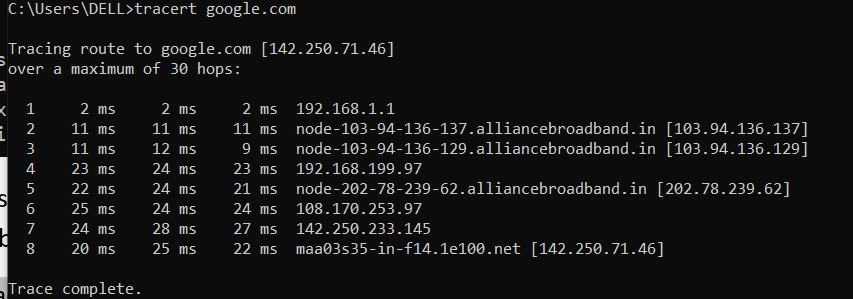 C:\Users\DELL>tracert google.com
Tracing route to google.com [142.250.71.46]
over a maximum of 30 hops:
1 2 ms 2 ms 2 ms 192.168.1.1
2 11 ms 11 ms 11 ms node-103-94-136-137.alliancebroadband.in [103.94.136.137]
3 11 ms 12 ms 9 ms node-103-94-136-129.alliancebroadband.in [103.94.136.129]
4 23 ms 24 ms 23 ms 192.168.199.97
5 22 ms 24 ms 21 ms node-202-78-239-62.alliancebroadband.in [202.78.239.62]
6 25 ms 24 ms 24 ms 108.170.253.97
7 24 ms 28 ms 27 ms 142.250.233.145
8 20 ms 25 ms 22 ms maa03s35-in-f14.1e100.net [142.250.71.46]
Trace complete.